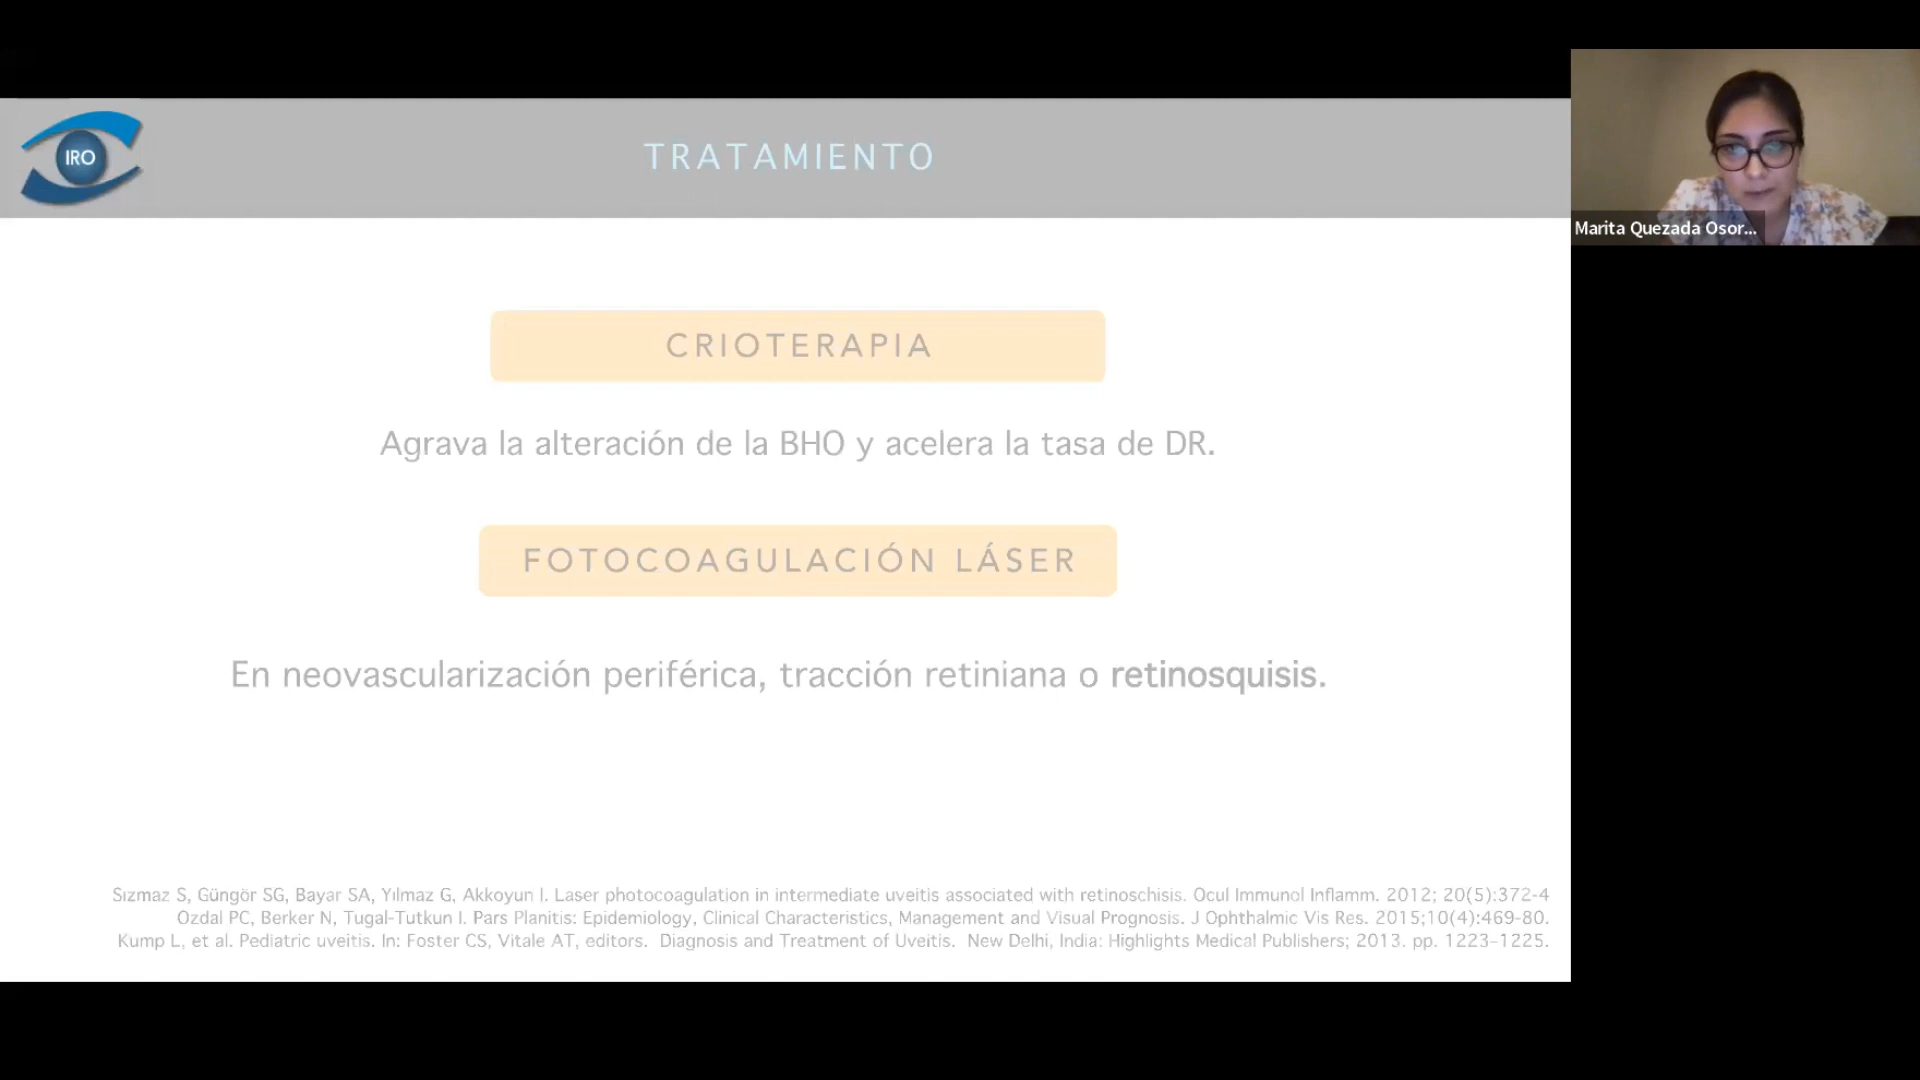 IRO
TRATAMIENTO
Marita Quezada Osor...
CRIOTERAPIA
Agrava la alteración de la BHO y acelera la tasa de DR.
FOTOCOAGULACIÓN LÁSER
En neovascularización periférica, tracción retiniana o retinosquisis.
Sızmaz S, Güngör SG, Bayar SA, Yılmaz G, Akkoyun I. Laser photocoagulation in intermediate uveitis associated with retinoschisis. Ocul Immunol Inflamm. 2012; 20(5):372-4
Ozdal PC, Berker N, Tugal-Tutkun I. Pars Planitis: Epidemiology, Clinical Characteristics, Management and Visual Prognosis. J Ophthalmic Vis Res. 2015;10(4):469-80.
Kump L, et al. Pediatric uveitis. In: Foster CS, Vitale AT, editors. Diagnosis and Treatment of Uveitis. New Delhi, India: Highlights Medical Publishers; 2013. pp. 1223–1225.